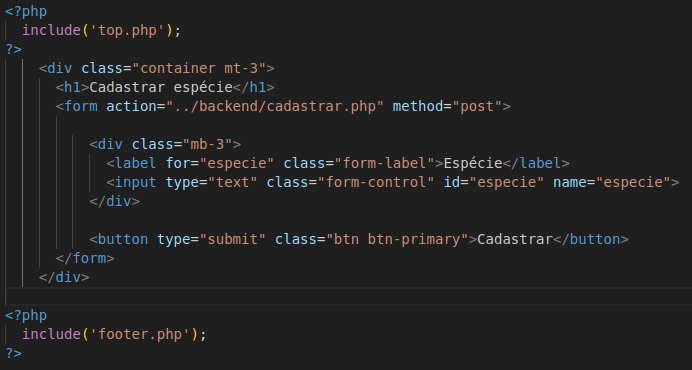 <?php
  include('top.php');
?>
    <div class="container mt-3">
      <h1>Cadastrar espécie</h1>
      <form action="../backend/cadastrar.php" method="post">

          <div class="mb-3">
            <label for="especie" class="form-label">Espécie</label>
            <input type="text" class="form-control" id="especie" name="especie">
          </div>

          <button type="submit" class="btn btn-primary">Cadastrar</button>
      </form>
    </div>

<?php
  include('footer.php');
?>